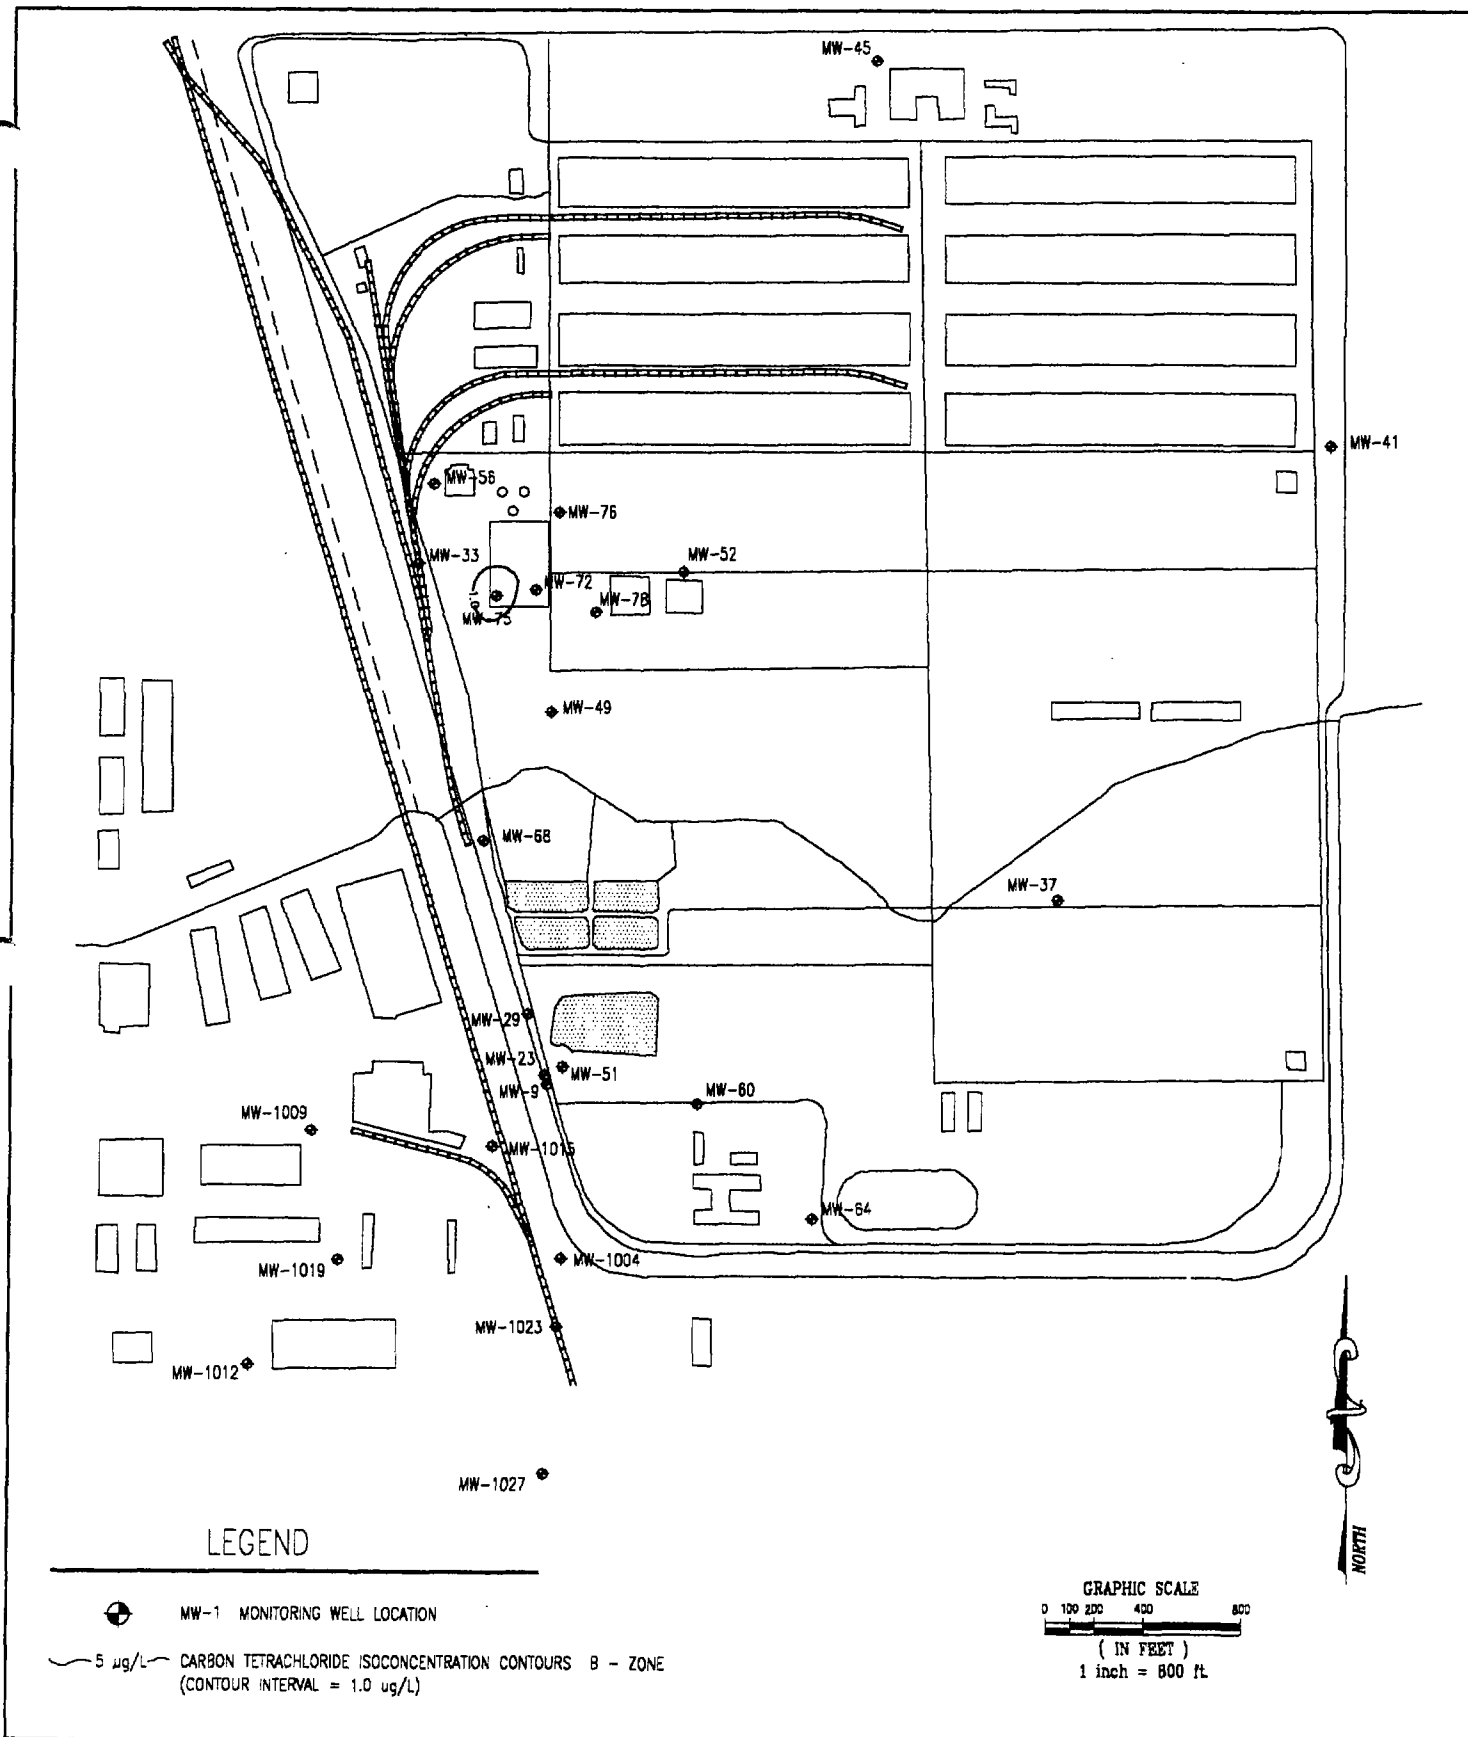 MW-45
MW-41
MW-56
MW-76
MW-33
MW-52
MW-72
MW-78
1.0
MW-75
MW-49
MW-68
MW-37
MW-29
MW-23
MW-51
MW-9
MW-60
MW-1009
MW-1015
MW-64
MW-1019
MW-1004
MW-1023
MW-1012
MW-1027
LEGEND
MW-1 MONITORING WELL LOCATION
5 µg/L CARBON TETRACHLORIDE ISOCONCENTRATION CONTOURS B - ZONE
(CONTOUR INTERVAL = 1.0 ug/L)
NORTH
GRAPHIC SCALE
0 100 200 400 800
( IN FEET )
1 inch = 800 ft.